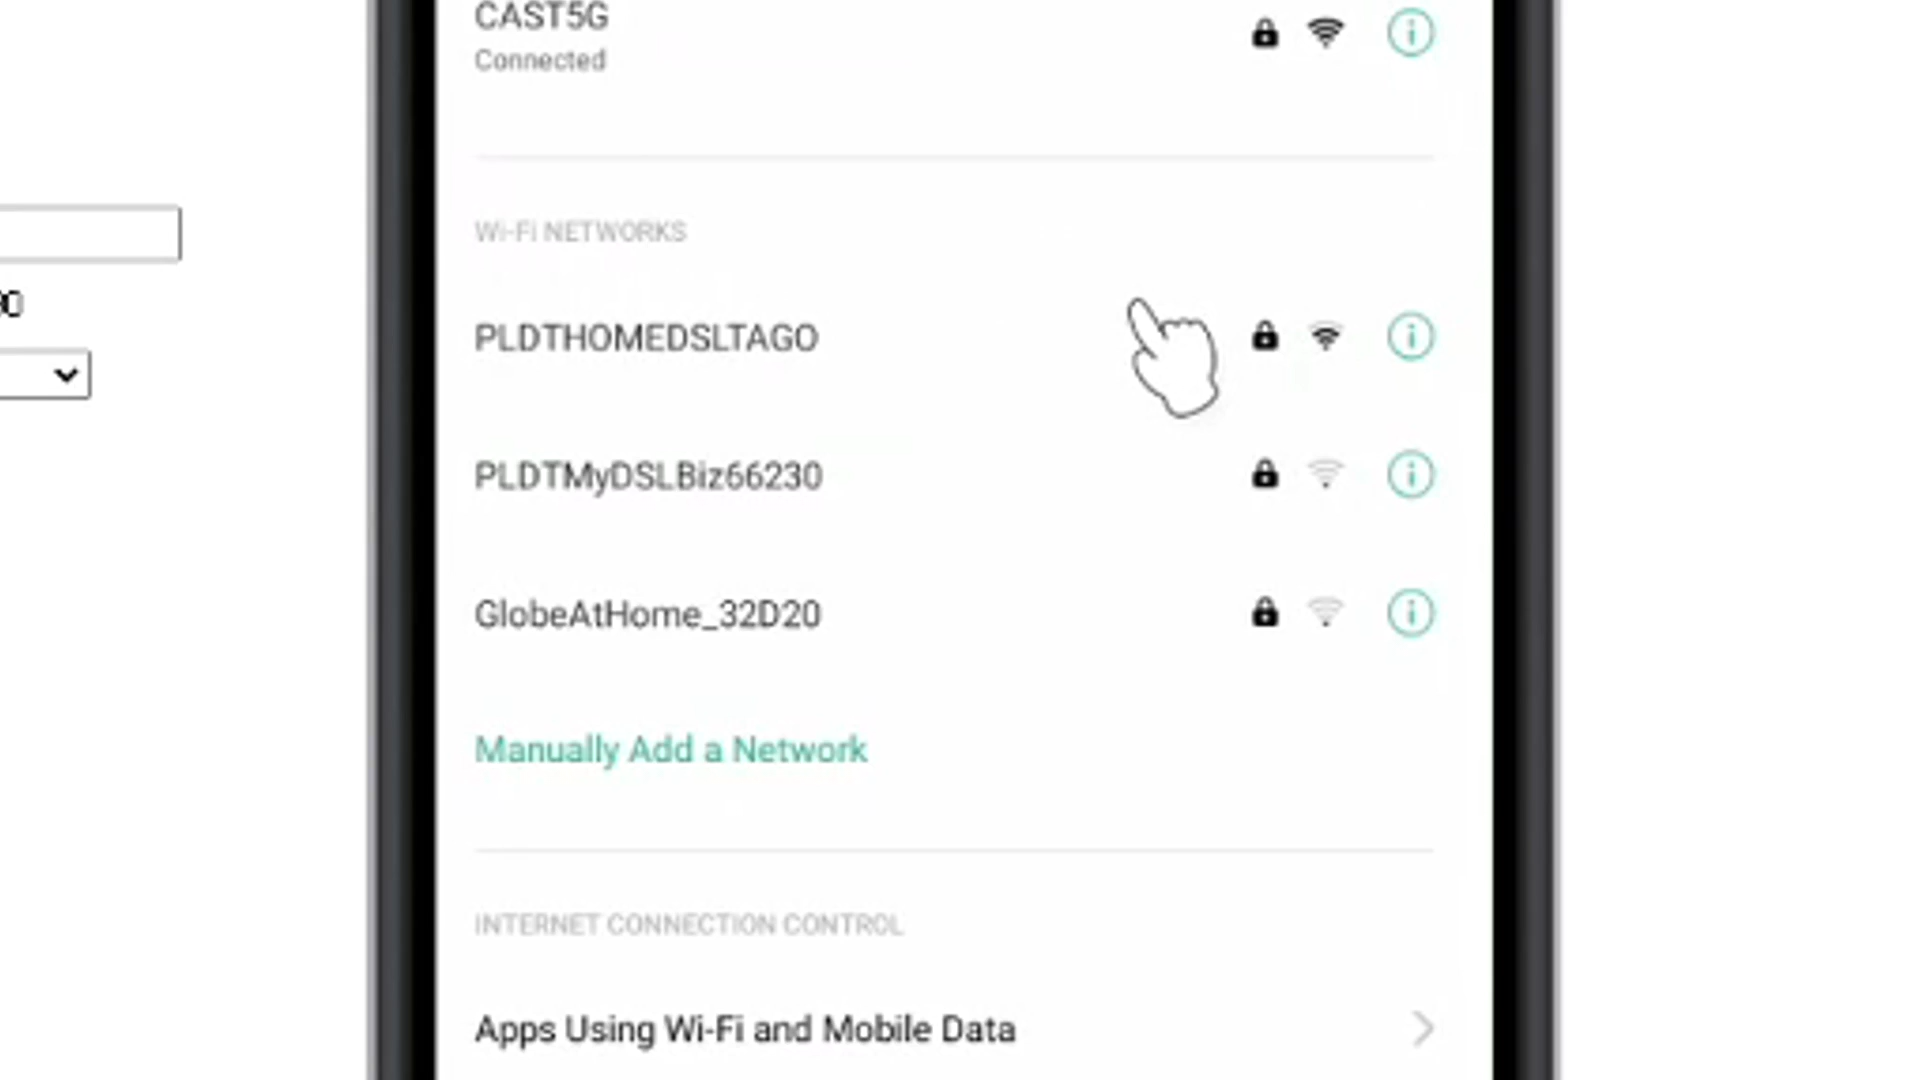 CAST5G
Connected
Wi-Fi NETWORKS
PLDTHOMEDSLTAGO
PLDTMyDSLBiz66230
GlobeAtHome_32D20
Manually Add a Network
INTERNET CONNECTION CONTROL
Apps Using Wi-Fi and Mobile Data